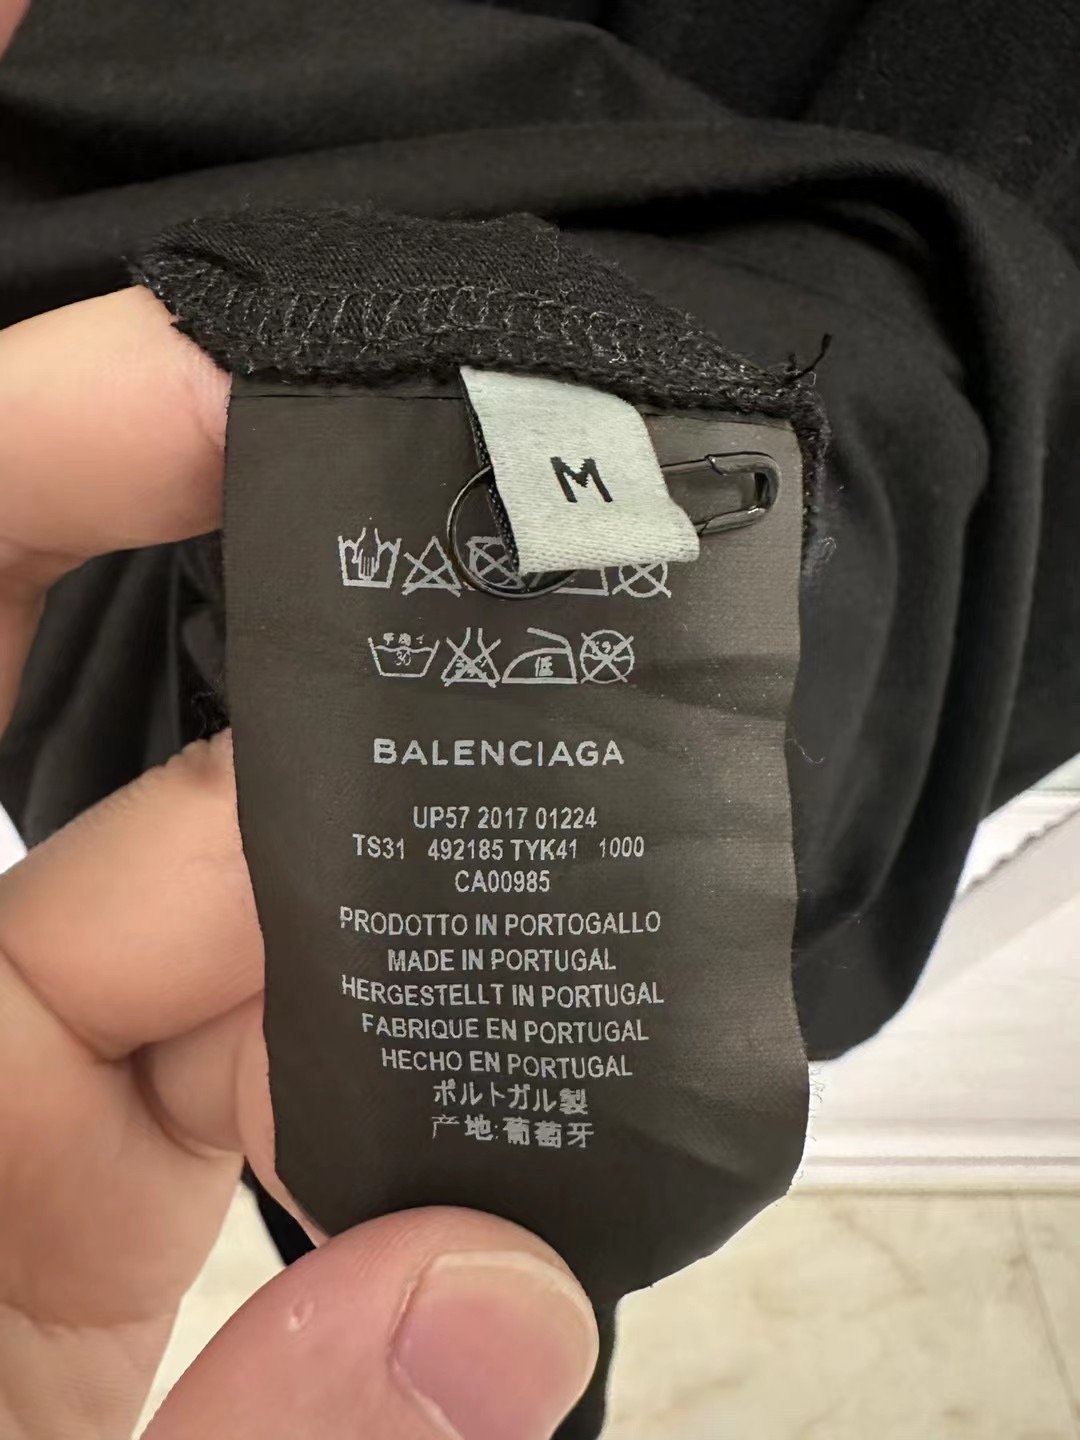 M
30
低
BALENCIAGA
UP57 2017 01224
TS31 492185 TYK41 1000
CA00985
PRODOTTO IN PORTOGALLO
MADE IN PORTUGAL
HERGESTELLT IN PORTUGAL
FABRIQUE EN PORTUGAL
HECHO EN PORTUGAL
ポルトガル製
产地:葡萄牙